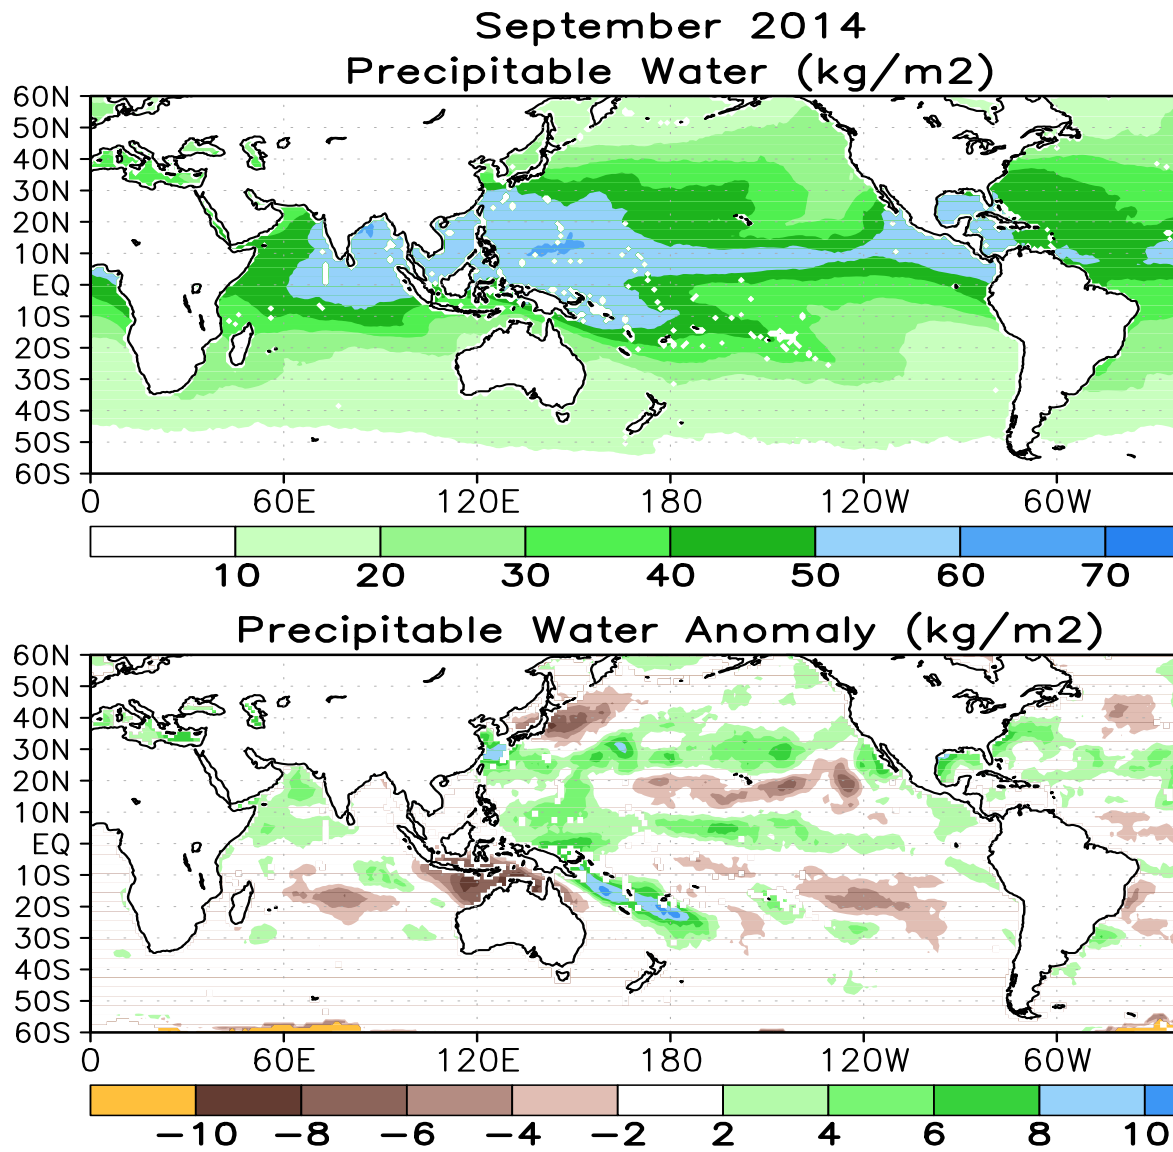 September 2014
Precipitable Water (kg/m2)
60N
50N
40N
30N
20N
10N
EQ
10S
20S
30S
40S
50S
60S
0 60E 120E 180 120W 60W
10 20 30 40 50 60 70
Precipitable Water Anomaly (kg/m2)
60N
50N
40N
30N
20N
10N
EQ
10S
20S
30S
40S
50S
60S
0 60E 120E 180 120W 60W
−10 −8 −6 −4 −2 2 4 6 8 10